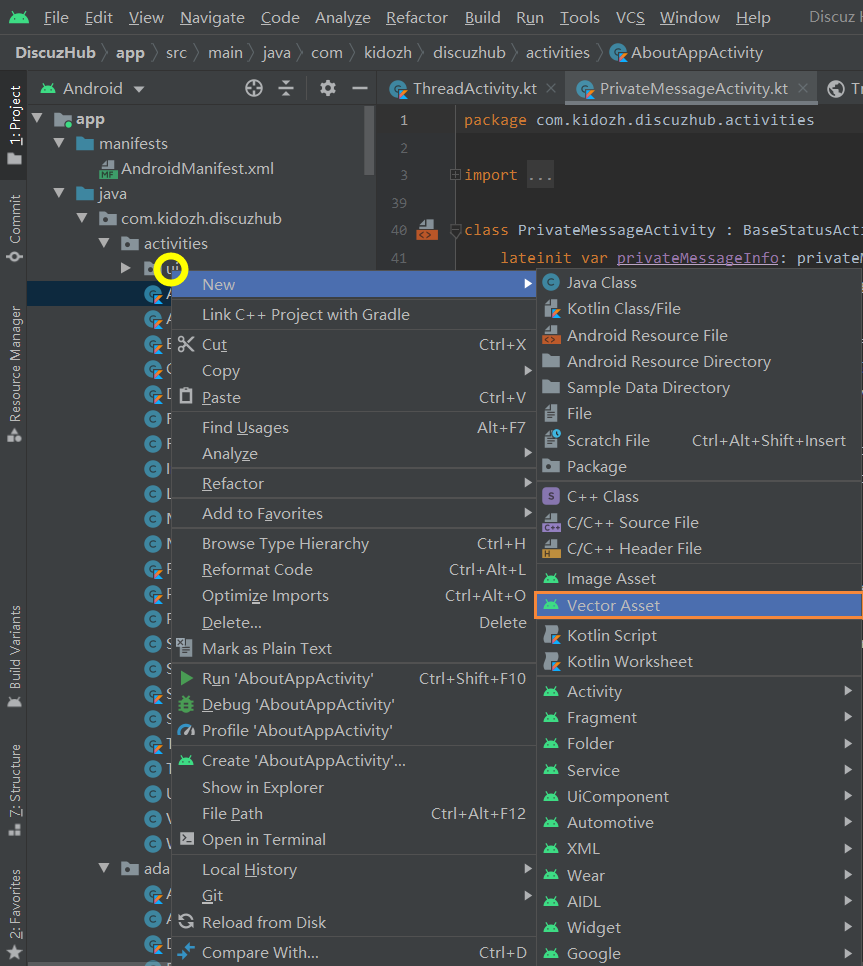 File Edit View Navigate Code Analyze Refactor Build Run Tools VCS Window Help Discuz
DiscuzHub app src main java com kidozh discuzhub activities AboutAppActivity
Android
ThreadActivity.kt
PrivateMessageActivity.kt
1: Project
Commit
Resource Manager
Build Variants
7: Structure
2: Favorites
app
manifests
AndroidManifest.xml
java
com.kidozh.discuzhub
activities
ui
ada
1 package com.kidozh.discuzhub.activities
2
3 import ...
39
40 class PrivateMessageActivity : BaseStatusActi
41 lateinit var privateMessageInfo: privateM
New
Link C++ Project with Gradle
Cut Ctrl+X
Copy
Paste Ctrl+V
Find Usages Alt+F7
Analyze
Refactor
Add to Favorites
Browse Type Hierarchy Ctrl+H
Reformat Code Ctrl+Alt+L
Optimize Imports Ctrl+Alt+O
Delete... Delete
Mark as Plain Text
Run 'AboutAppActivity' Ctrl+Shift+F10
Debug 'AboutAppActivity'
Profile 'AboutAppActivity'
Create 'AboutAppActivity'...
Show in Explorer
File Path Ctrl+Alt+F12
Open in Terminal
Local History
Git
Reload from Disk
Compare With... Ctrl+D
Java Class
Kotlin Class/File
Android Resource File
Android Resource Directory
Sample Data Directory
File
Scratch File Ctrl+Alt+Shift+Insert
Package
C++ Class
C/C++ Source File
C/C++ Header File
Image Asset
Vector Asset
Kotlin Script
Kotlin Worksheet
Activity
Fragment
Folder
Service
UiComponent
Automotive
XML
Wear
AIDL
Widget
Google